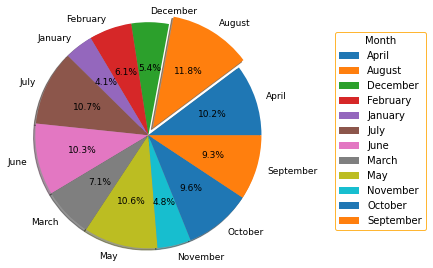 December
February
August
January
5.4%
6.1%
11.8%
4.1%
July
10.7%
April
10.2%
June
10.3%
9.3%
7.1%
9.6%
September
10.6%
4.8%
March
October
May
November
Month
April
August
December
February
January
July
June
March
May
November
October
September